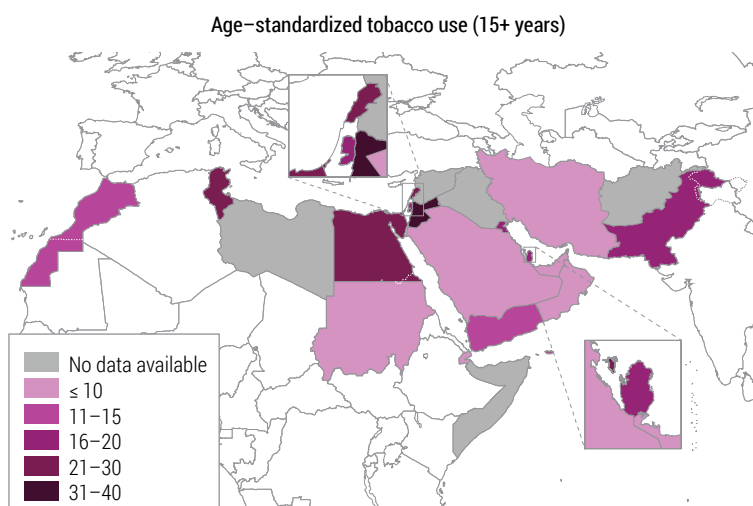 Age–standardized tobacco use (15+ years)
No data available
≤ 10
11–15
16–20
21–30
31–40